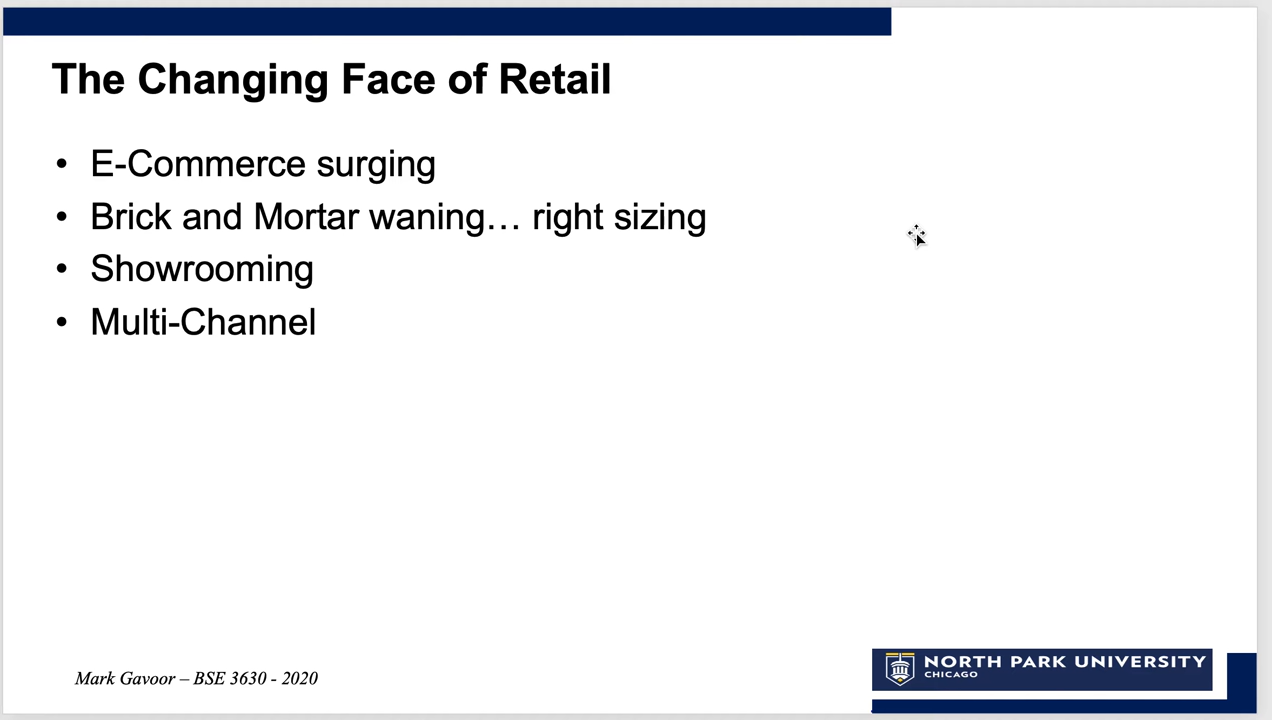 The Changing Face of Retail
• E-Commerce surging
• Brick and Mortar waning… right sizing
• Showrooming
• Multi-Channel
Mark Gavoor – BSE 3630 - 2020
NORTH PARK UNIVERSITY
CHICAGO